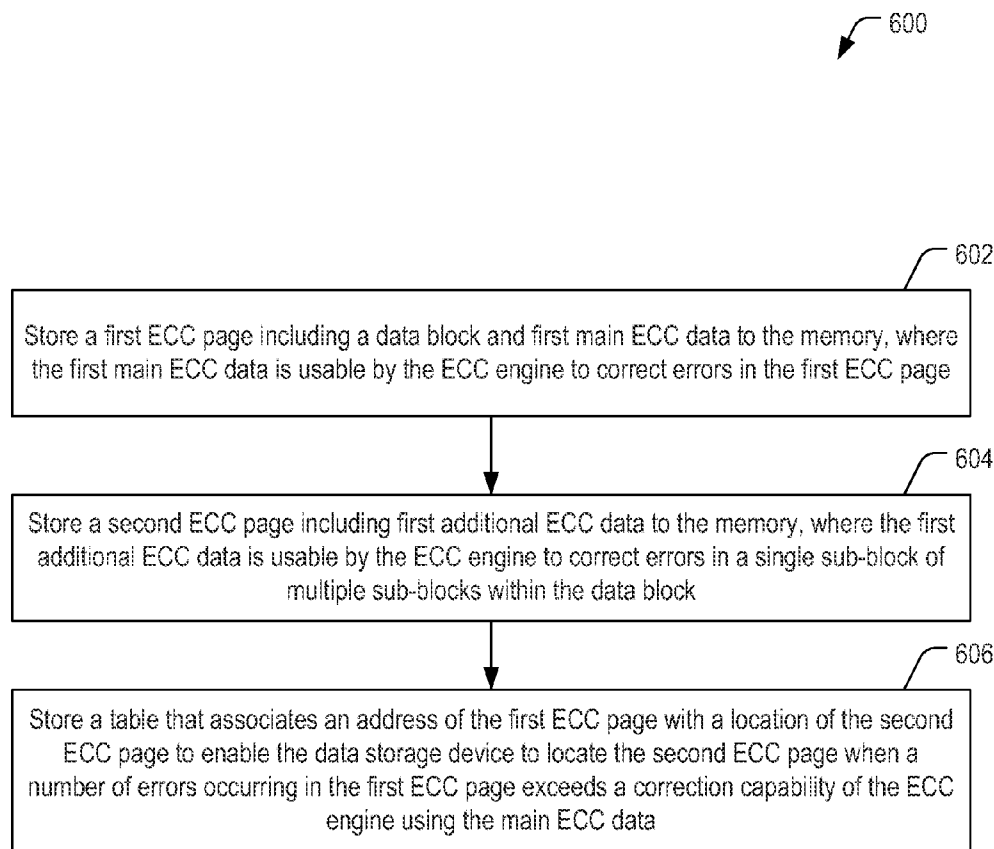 600
602
Store a first ECC page including a data block and first main ECC data to the memory, where
the first main ECC data is usable by the ECC engine to correct errors in the first ECC page
604
Store a second ECC page including first additional ECC data to the memory, where the first
additional ECC data is usable by the ECC engine to correct errors in a single sub-block of
multiple sub-blocks within the data block
606
Store a table that associates an address of the first ECC page with a location of the second
ECC page to enable the data storage device to locate the second ECC page when a
number of errors occurring in the first ECC page exceeds a correction capability of the ECC
engine using the main ECC data